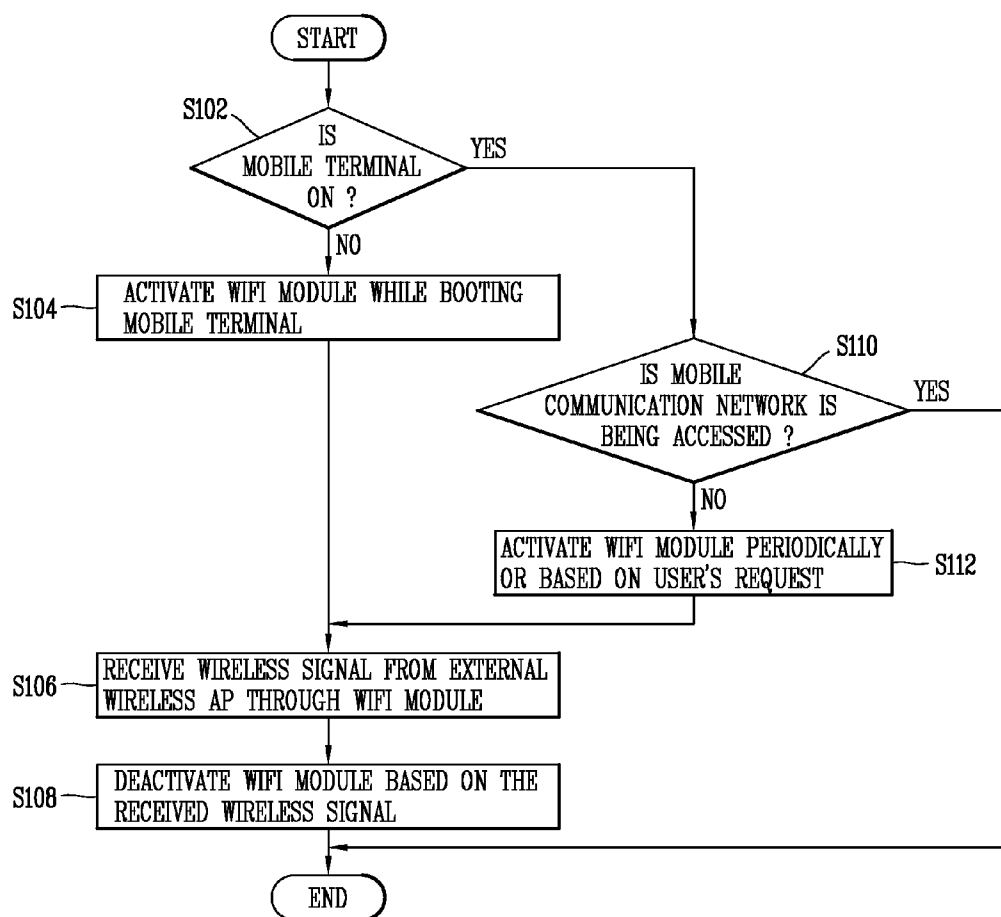 START
S102
IS
MOBILE TERMINAL
ON ?
YES
NO
S104
ACTIVATE WIFI MODULE WHILE BOOTING
MOBILE TERMINAL
S110
IS MOBILE
COMMUNICATION NETWORK IS
BEING ACCESSED ?
YES
NO
ACTIVATE WIFI MODULE PERIODICALLY
OR BASED ON USER'S REQUEST
S112
S106
RECEIVE WIRELESS SIGNAL FROM EXTERNAL
WIRELESS AP THROUGH WIFI MODULE
S108
DEACTIVATE WIFI MODULE BASED ON THE
RECEIVED WIRELESS SIGNAL
END